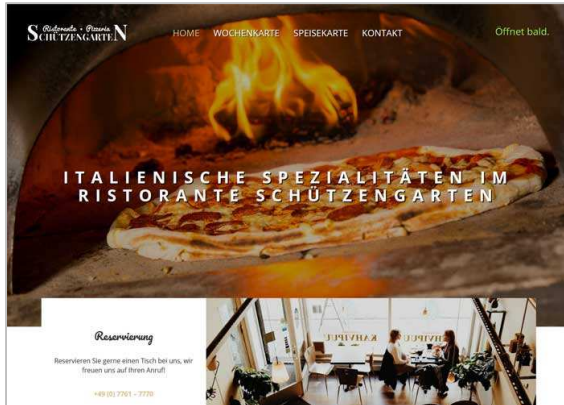 Ristorante • Pizzeria
SCHÜTZENGARTEN
HOME WOCHENKARTE SPEISEKARTE KONTAKT
Öffnet bald.
ITALIENISCHE SPEZIALITÄTEN IM
RISTORANTE SCHÜTZENGARTEN
Reservierung
Reservieren Sie gerne einen Tisch bei uns, wir
freuen uns auf Ihren Anruf!
+49 (0) 7761 - 7770
KAHVIPUU